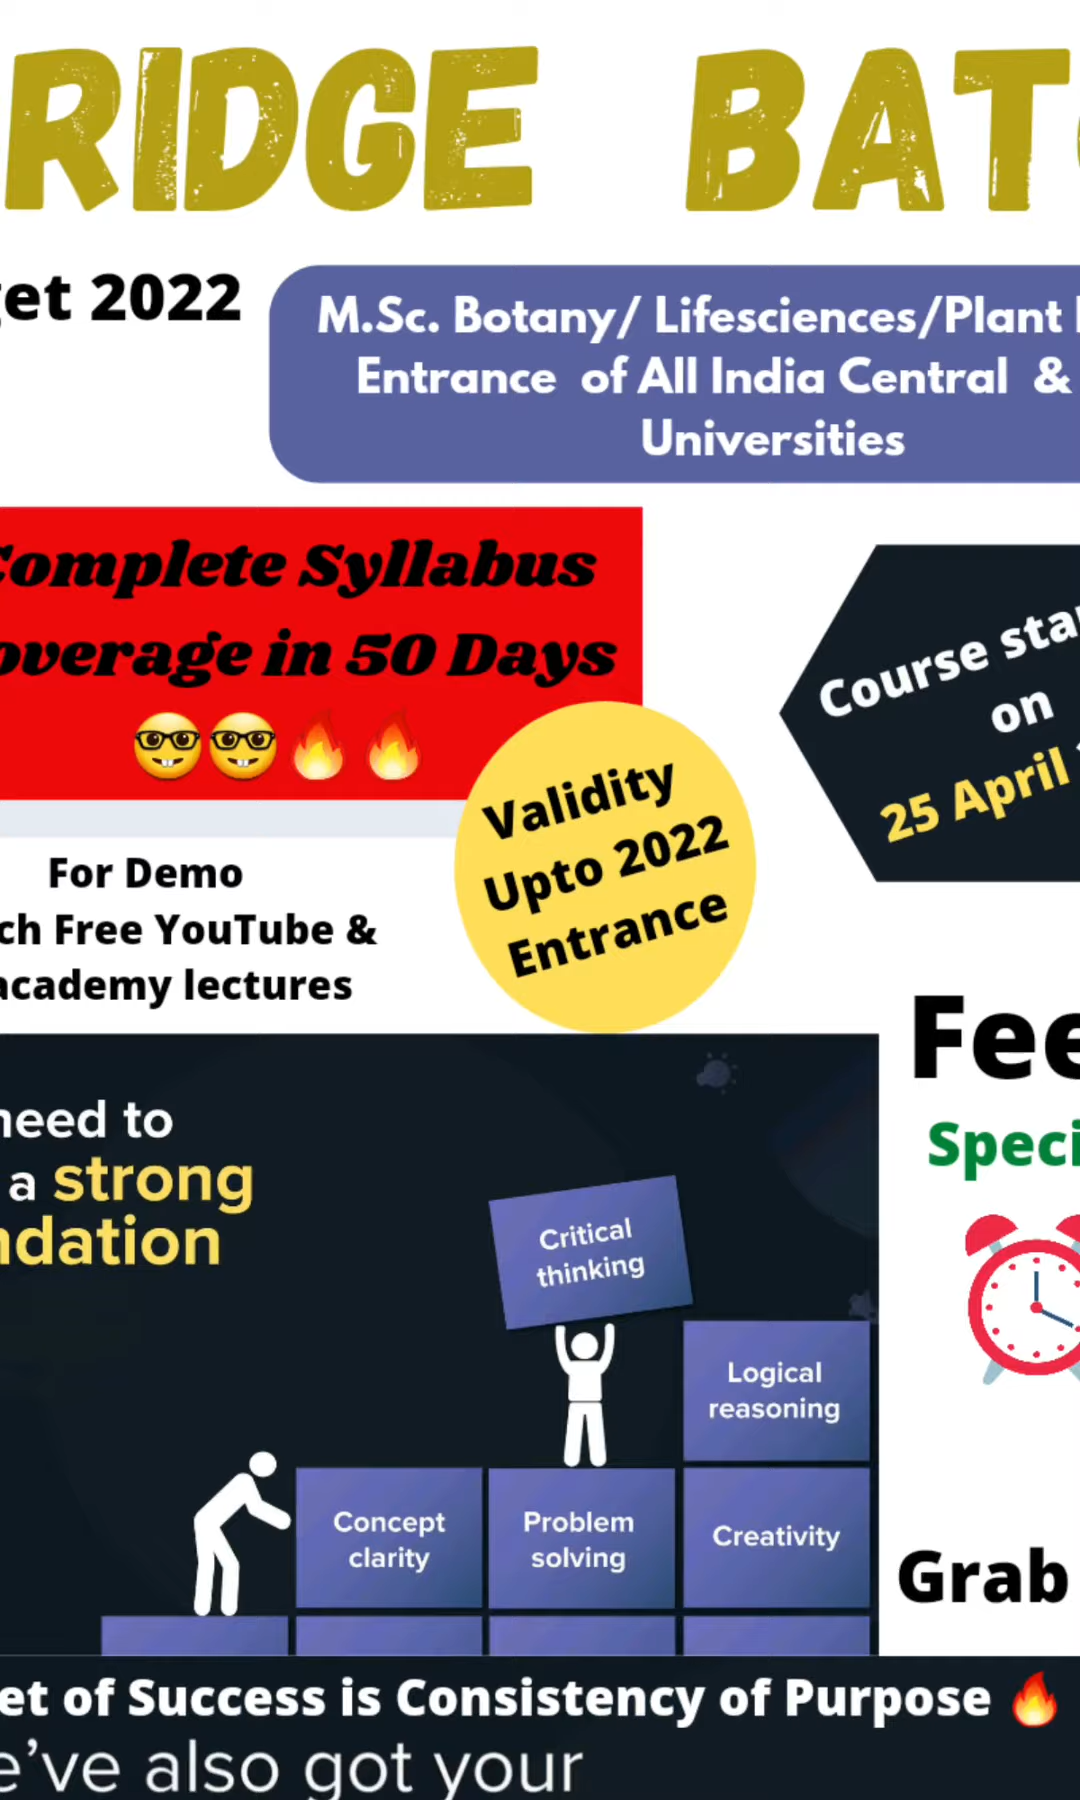 RIDGE BAT
get 2022
M.Sc. Botany/ Lifesciences/Plant
Entrance of All India Central &
Universities
Complete Syllabus
overage in 50 Days
Course sta
on
25 April
Validity
Upto 2022
Entrance
For Demo
ch Free YouTube &
academy lectures
Fee
Speci
need to
a strong
ndation
Critical
thinking
Logical
reasoning
Concept
clarity
Problem
solving
Creativity
Grab
et of Success is Consistency of Purpose 🔥
e've also got your